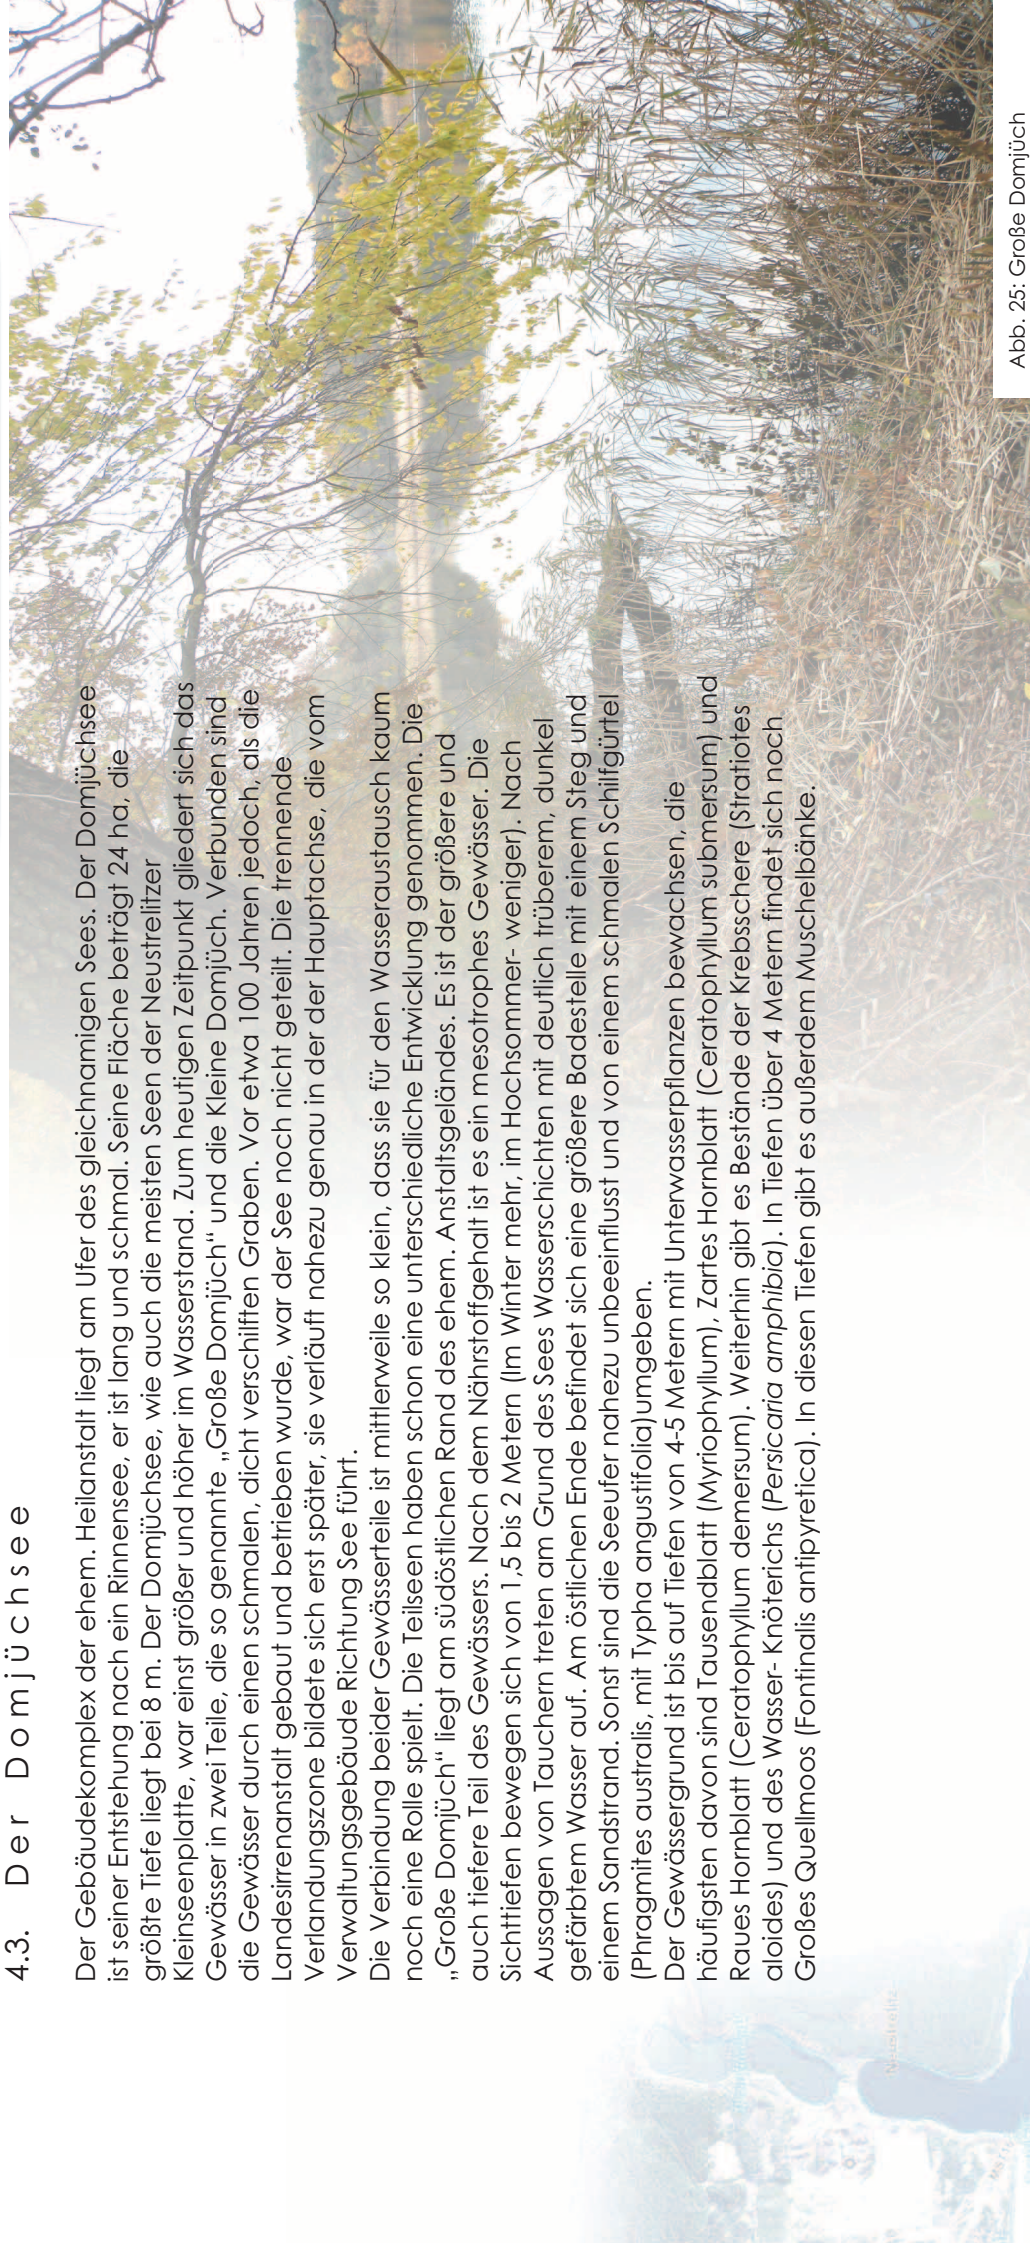 4.3. Der Domjüchsee
Der Gebäudekomplex der ehem. Heilanstalt liegt am Ufer des gleichnamigen Sees. Der Domjüchsee
ist seiner Entstehung nach ein Rinnensee, er ist lang und schmal. Seine Fläche beträgt 24 ha, die
größte Tiefe liegt bei 8 m. Der Domjüchsee, wie auch die meisten Seen der Neustrelitzer
Kleinseenplatte, war einst größer und höher im Wasserstand. Zum heutigen Zeitpunkt gliedert sich das
Gewässer in zwei Teile, die so genannte „Große Domjüch“ und die Kleine Domjüch. Verbunden sind
die Gewässer durch einen schmalen, dicht verschilften Graben. Vor etwa 100 Jahren jedoch, als die
Landesirrenanstalt gebaut und betrieben wurde, war der See noch nicht geteilt. Die trennende
Verlandungszone bildete sich erst später, sie verläuft nahezu genau in der der Hauptachse, die vom
Verwaltungsgebäude Richtung See führt.
Die Verbindung beider Gewässerteile ist mittlerweile so klein, dass sie für den Wasseraustausch kaum
noch eine Rolle spielt. Die Teilseen haben schon eine unterschiedliche Entwicklung genommen. Die
„Große Domjüch“ liegt am südöstlichen Rand des ehem. Anstaltsgeländes. Es ist der größere und
auch tiefere Teil des Gewässers. Nach dem Nährstoffgehalt ist es ein mesotrophes Gewässer. Die
Sichttiefen bewegen sich von 1,5 bis 2 Metern (Im Winter mehr, im Hochsommer- weniger). Nach
Aussagen von Tauchern treten am Grund des Sees Wasserschichten mit deutlich trüberem, dunkel
gefärbtem Wasser auf. Am östlichen Ende befindet sich eine größere Badestelle mit einem Steg und
einem Sandstrand. Sonst sind die Seeufer nahezu unbeeinflusst und von einem schmalen Schilfgürtel
(Phragmites australis, mit Typha angustifolia)umgeben.
Der Gewässergrund ist bis auf Tiefen von 4-5 Metern mit Unterwasserpflanzen bewachsen, die
häufigsten davon sind Tausendblatt (Myriophyllum), Zartes Hornblatt (Ceratophyllum submersum) und
Raues Hornblatt (Ceratophyllum demersum). Weiterhin gibt es Bestände der Krebsschere (Stratiotes
aloides) und des Wasser- Knöterichs (Persicaria amphibia). In Tiefen über 4 Metern findet sich noch
Großes Quellmoos (Fontinalis antipyretica). In diesen Tiefen gibt es außerdem Muschelbänke.
Abb. 25: Große Domjüch
Neustrelitz